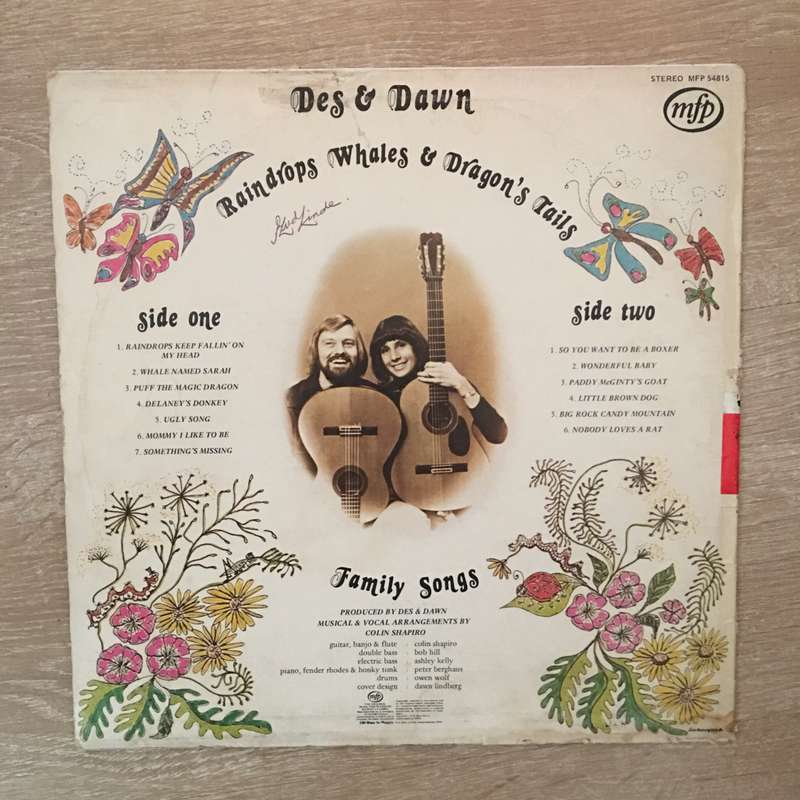 STEREO MFP 54815
mfp
Des & Dawn
Raindrops Whales & Dragon's Tails
Side one
1. RAINDROPS KEEP FALLIN' ON
MY HEAD
2. WHALE NAMED SARAH
3. PUFF THE MAGIC DRAGON
4. DELANEY'S DONKEY
5. UGLY SONG
6. MOMMY I LIKE TO BE
7. SOMETHING'S MISSING
Side two
1. SO YOU WANT TO BE A BOXER
2. WONDERFUL BABY
3. PADDY McGINTY'S GOAT
4. LITTLE BROWN DOG
5. BIG ROCK CANDY MOUNTAIN
6. NOBODY LOVES A RAT
Family Songs
PRODUCED BY DES & DAWN
MUSICAL & VOCAL ARRANGEMENTS BY
COLIN SHAPIRO
guitar, banjo & flute : colin shapiro
double bass : bob hill
electric bass : ashley kelly
piano, fender rhodes & honky tonk : peter berghaus
drums : owen wolf
cover design : dawn lindberg
mfp